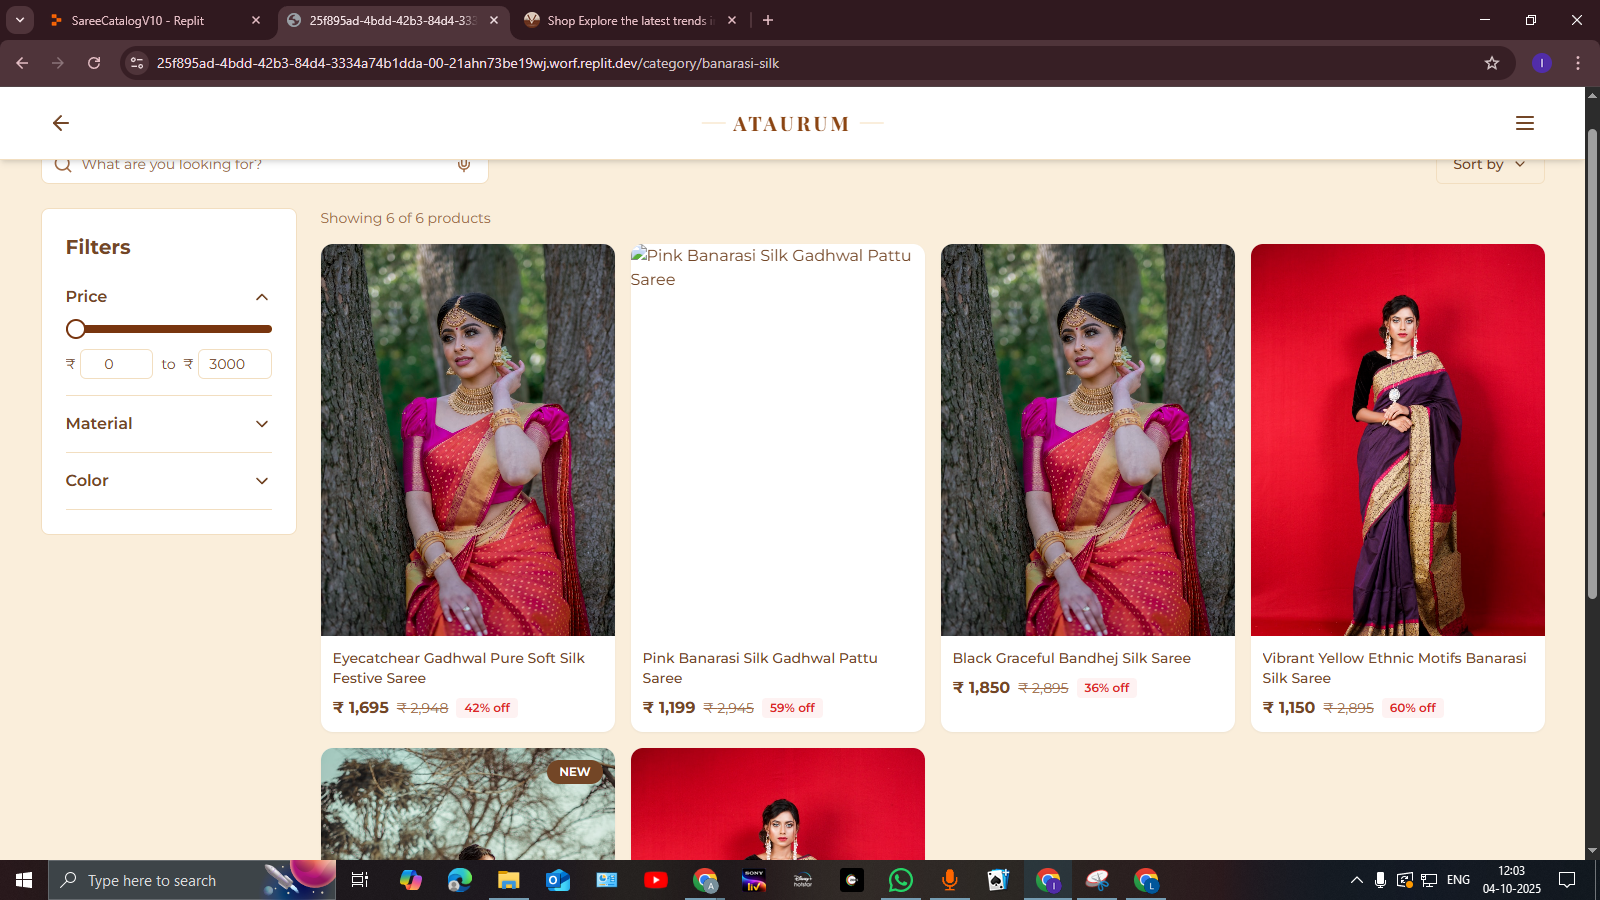 SareeCatalogV10 - Replit
25f895ad-4bdd-42b3-84d4-333
Shop Explore the latest trends i
25f895ad-4bdd-42b3-84d4-3334a74b1dda-00-21ahn73be19wj.worf.replit.dev/category/banarasi-silk
I
ATAURUM
What are you looking for?
Sort by
Filters
Price
₹ 0 to ₹ 3000
Material
Color
Showing 6 of 6 products
Pink Banarasi Silk Gadhwal Pattu
Saree
Eyecatchear Gadhwal Pure Soft Silk
Festive Saree
₹ 1,695 ₹ 2,948 42% off
Pink Banarasi Silk Gadhwal Pattu
Saree
₹ 1,199 ₹ 2,945 59% off
Black Graceful Bandhej Silk Saree
₹ 1,850 ₹ 2,895 36% off
Vibrant Yellow Ethnic Motifs Banarasi
Silk Saree
₹ 1,150 ₹ 2,895 60% off
NEW
Type here to search
SONY
liv
hotstar
A
I
L
ENG
12:03
04-10-2025